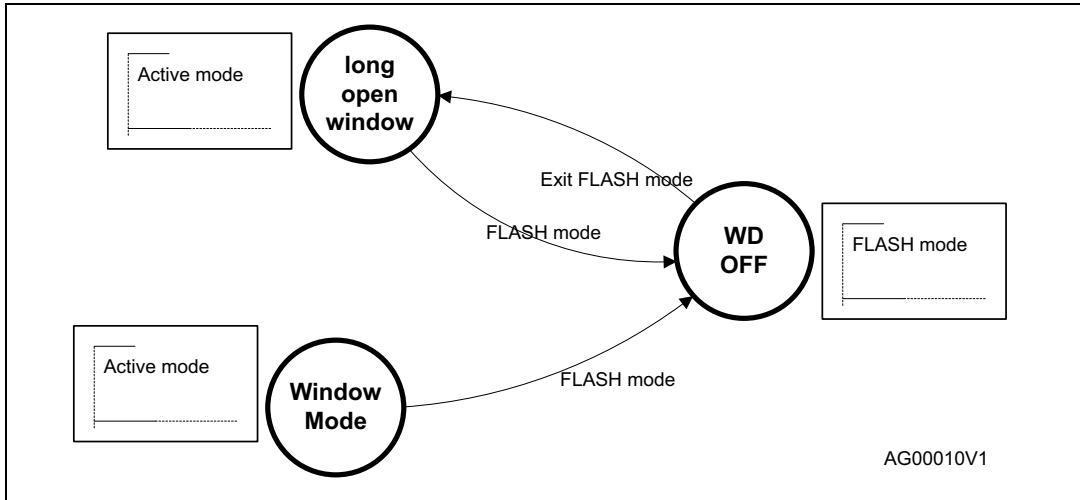 Active mode
long
open
window
Exit FLASH mode
FLASH mode
WD
OFF
FLASH mode
Active mode
Window
Mode
FLASH mode
AG00010V1